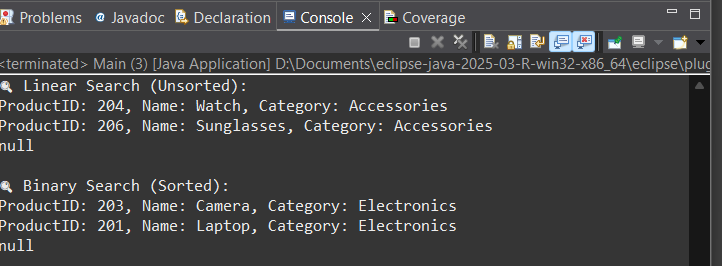 Problems @ Javadoc Declaration Console Coverage
<terminated> Main (3) [Java Application] D:\Documents\eclipse-java-2025-03-R-win32-x86_64\eclipse\plug
🔍 Linear Search (Unsorted):
ProductID: 204, Name: Watch, Category: Accessories
ProductID: 206, Name: Sunglasses, Category: Accessories
null
🔍 Binary Search (Sorted):
ProductID: 203, Name: Camera, Category: Electronics
ProductID: 201, Name: Laptop, Category: Electronics
null